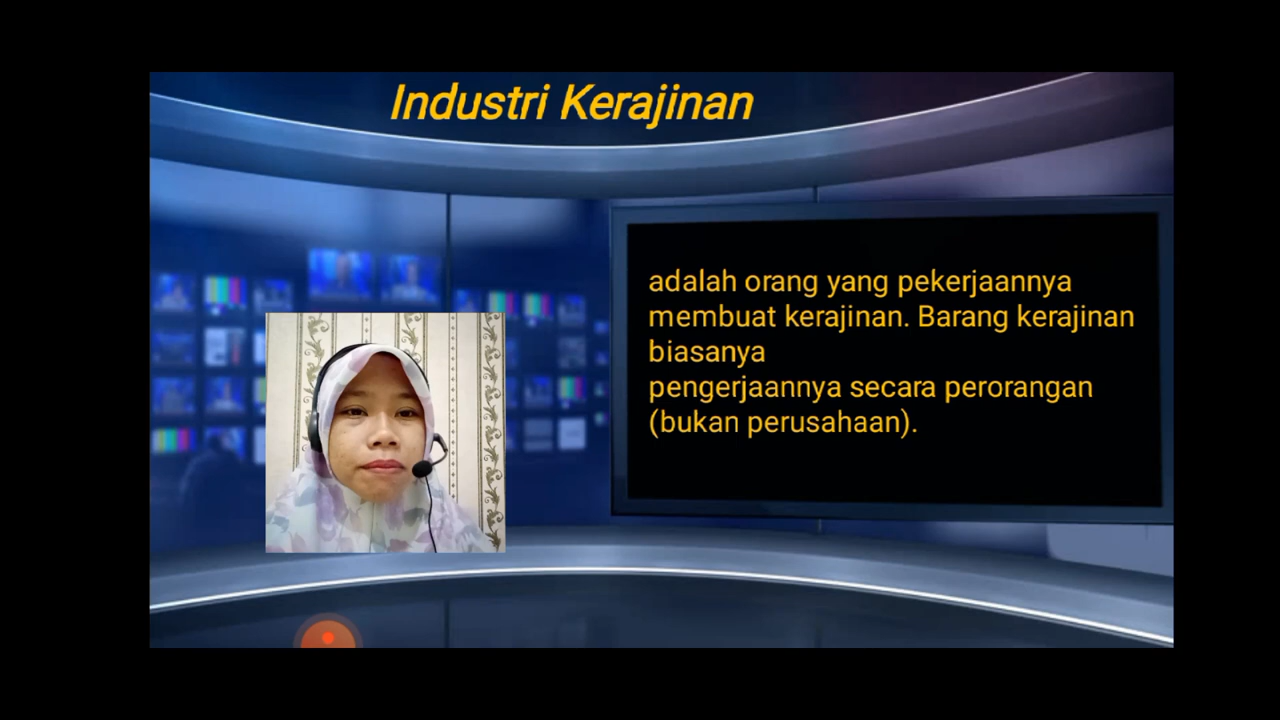 Industri Kerajinan
adalah orang yang pekerjaannya
membuat kerajinan. Barang kerajinan
biasanya
pengerjaannya secara perorangan
(bukan perusahaan).